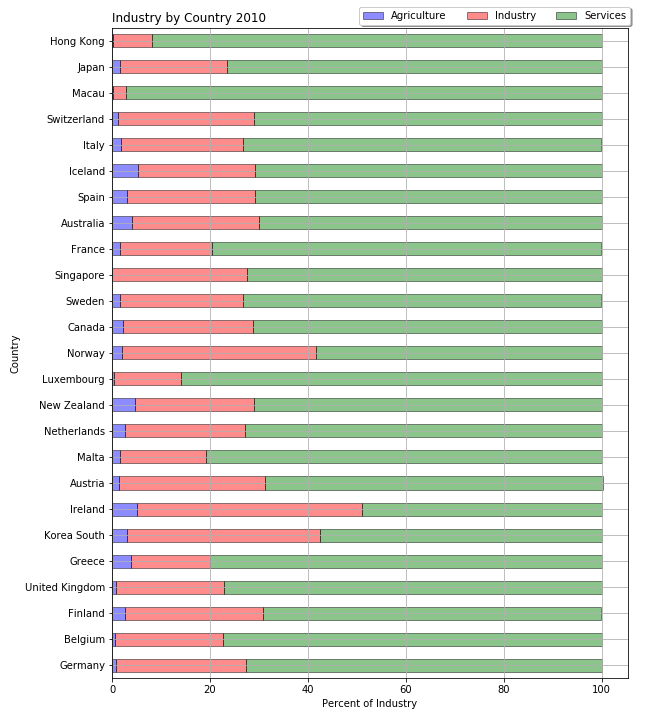 Industry by Country 2010
Agriculture Industry Services
Hong Kong
Japan
Macau
Switzerland
Italy
Iceland
Spain
Australia
France
Singapore
Sweden
Canada
Norway
Luxembourg
New Zealand
Netherlands
Malta
Austria
Ireland
Korea South
Greece
United Kingdom
Finland
Belgium
Germany
Country
0 20 40 60 80 100
Percent of Industry